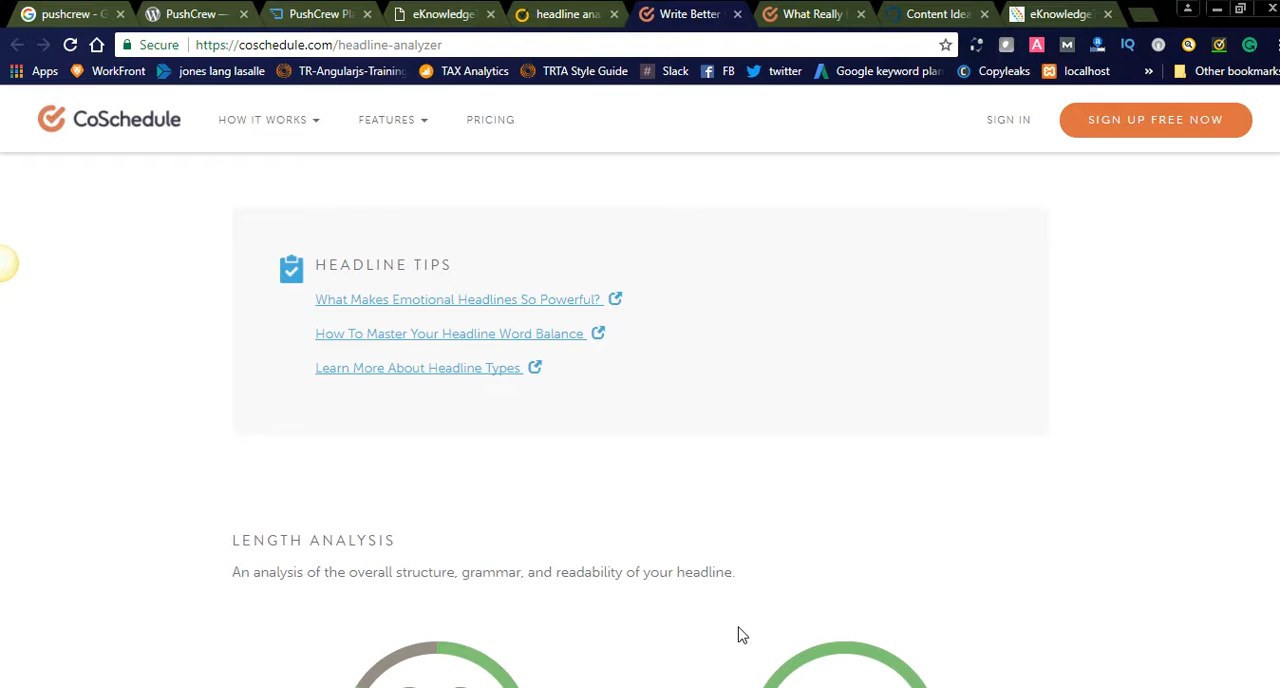 pushcrew - G
PushCrew —
PushCrew Pl
eKnowledge
headline ana
Write Better
What Really
Content Idea
eKnowledge
Secure
https://coschedule.com/headline-analyzer
Apps
WorkFront
jones lang lasalle
TR-Angularjs-Training
TAX Analytics
TRTA Style Guide
Slack
FB
twitter
Google keyword plan
Copyleaks
localhost
»
Other bookmarks
CoSchedule
HOW IT WORKS
FEATURES
PRICING
SIGN IN
SIGN UP FREE NOW
HEADLINE TIPS
What Makes Emotional Headlines So Powerful?
How To Master Your Headline Word Balance
Learn More About Headline Types
LENGTH ANALYSIS
An analysis of the overall structure, grammar, and readability of your headline.